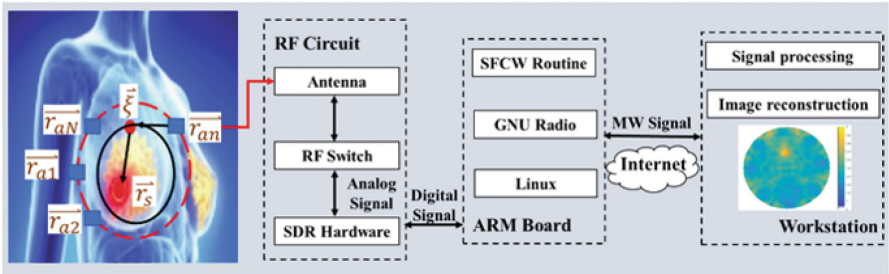 RF Circuit
Antenna
RF Switch
Analog
Signal
SDR Hardware
Digital
Signal
SFCW Routine
GNU Radio
Linux
ARM Board
MW Signal
Internet
Signal processing
Image reconstruction
Workstation
ξ
r_aN
r_an
r_a1
r_s
r_a2